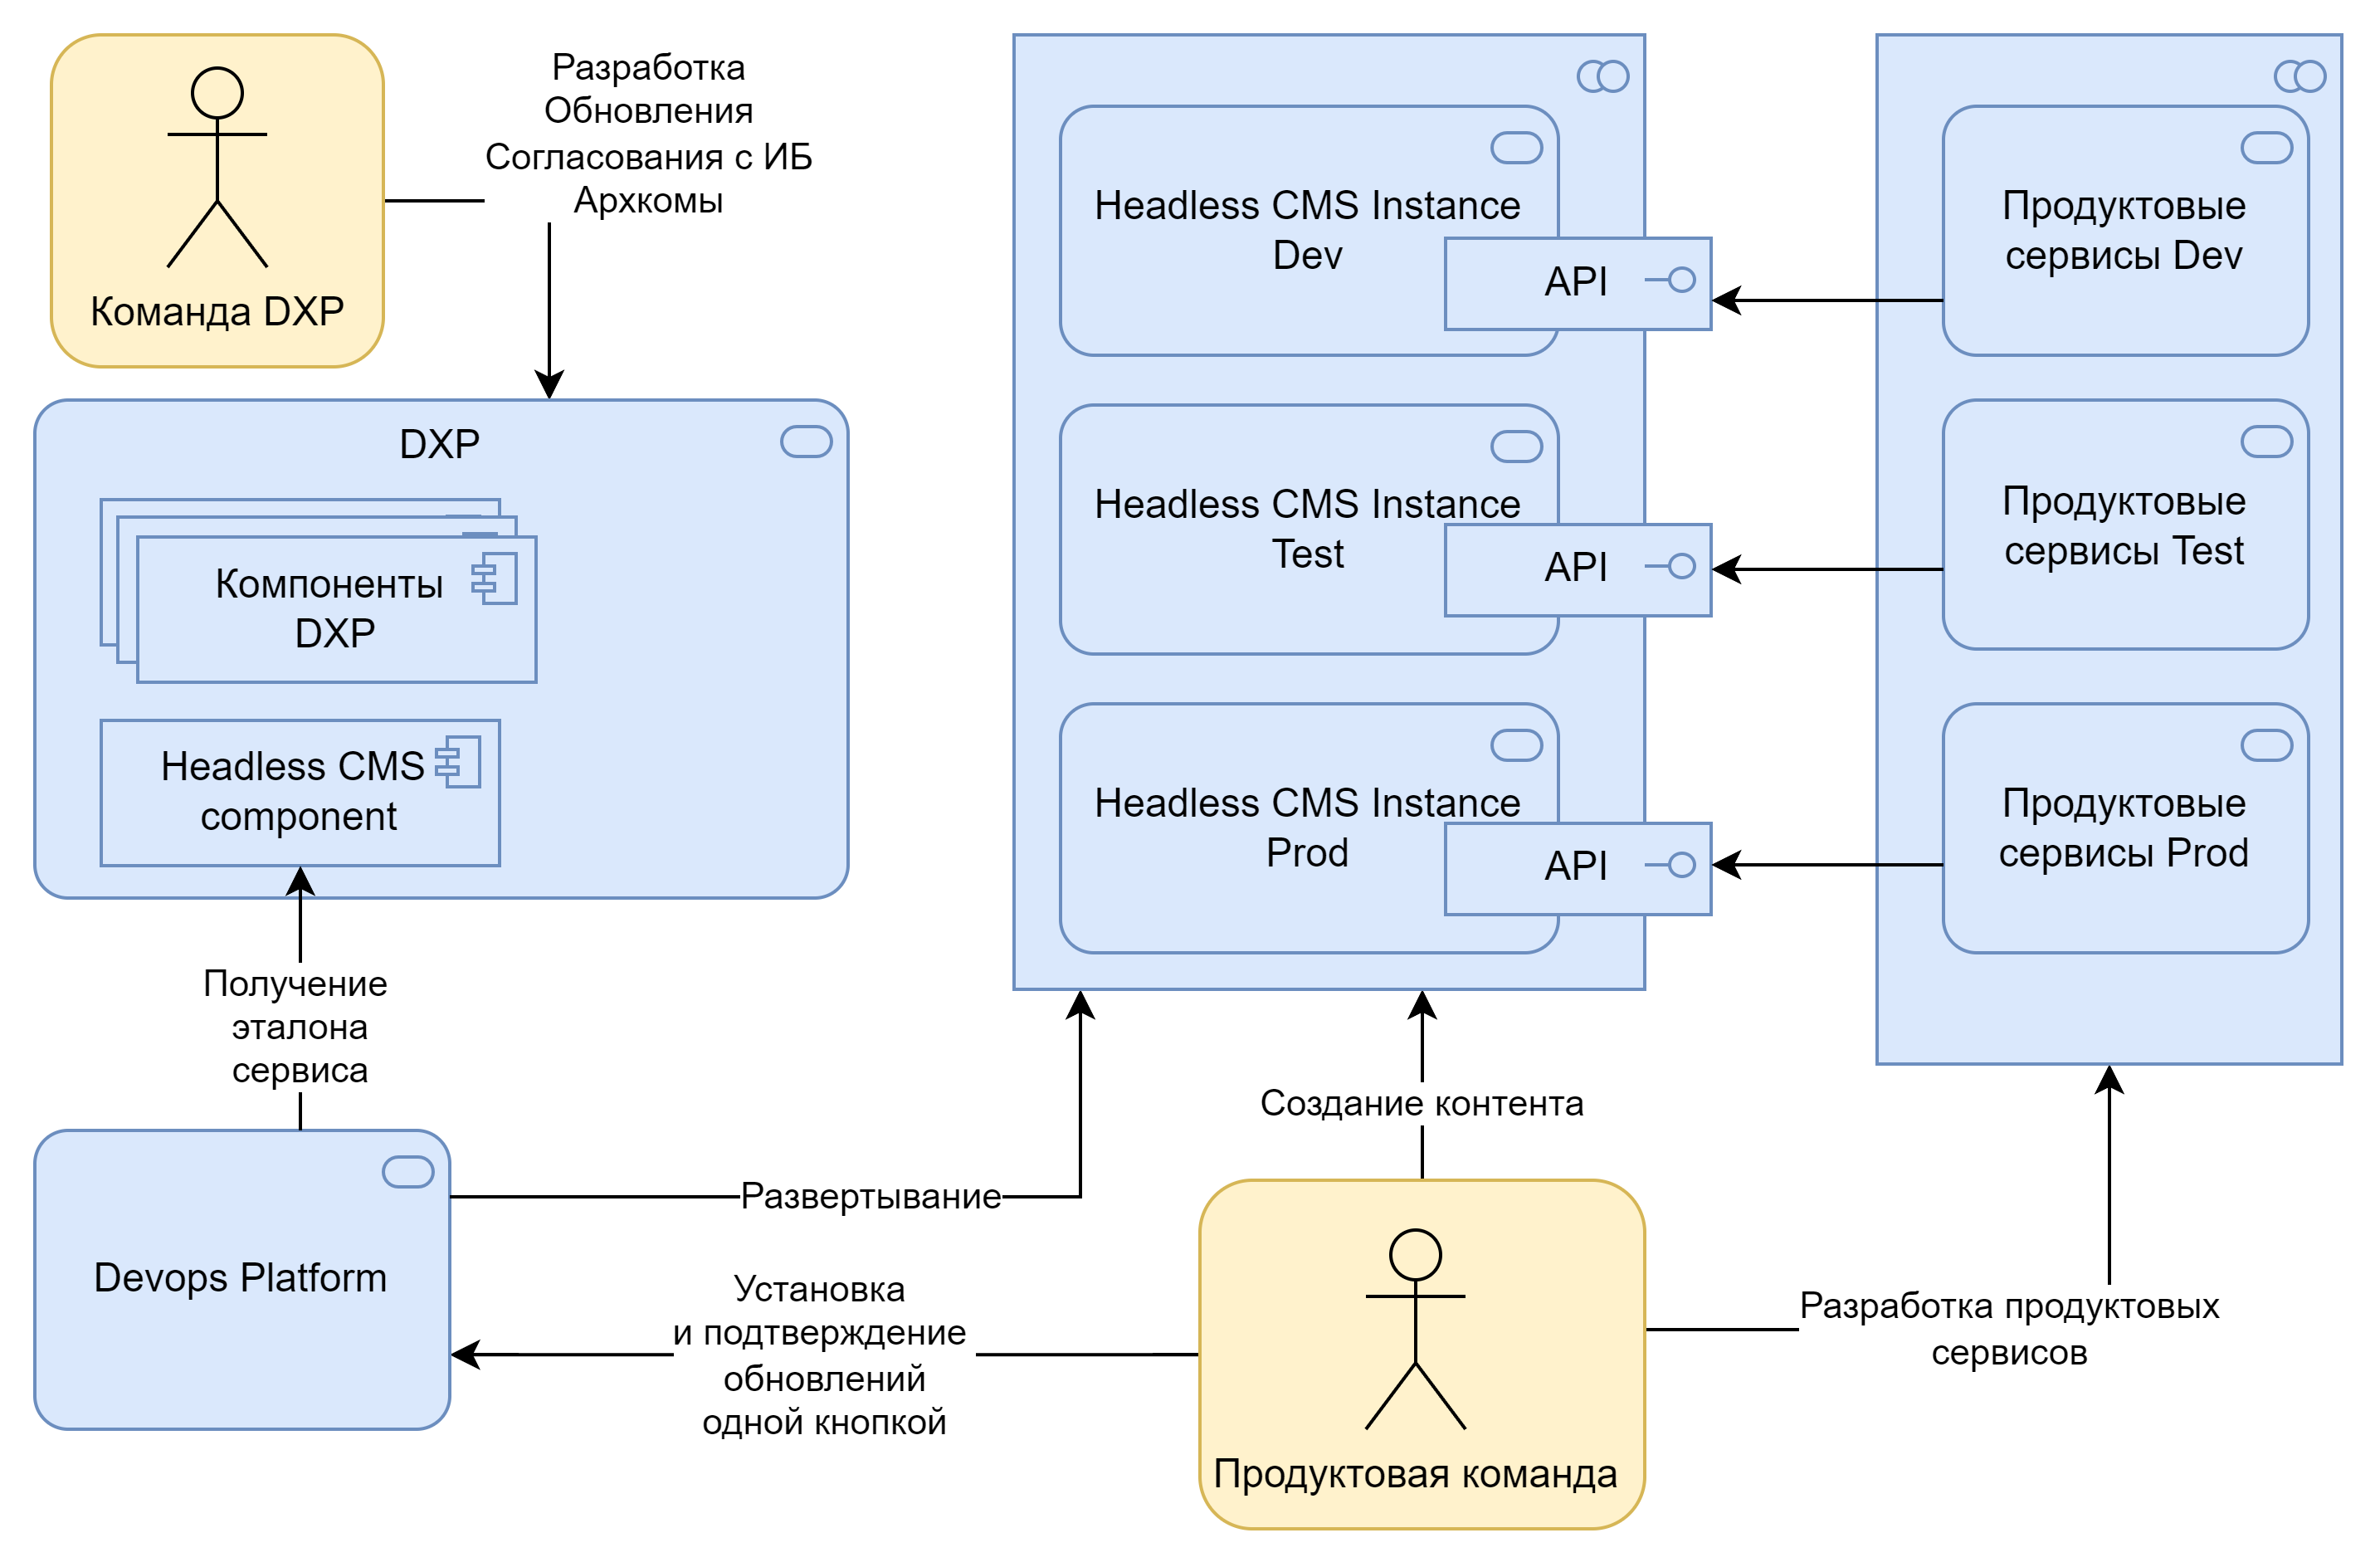 Команда DXP
Разработка
Обновления
Согласования с ИБ
Архкомы
DXP
Компоненты
DXP
Headless CMS
component
Получение
эталона
сервиса
Devops Platform
Headless CMS Instance
Dev
API
Headless CMS Instance
Test
API
Headless CMS Instance
Prod
API
Продуктовые
сервисы Dev
Продуктовые
сервисы Test
Продуктовые
сервисы Prod
Развертывание
Создание контента
Установка
и подтверждение
обновлений
одной кнопкой
Продуктовая команда
Разработка продуктовых
сервисов